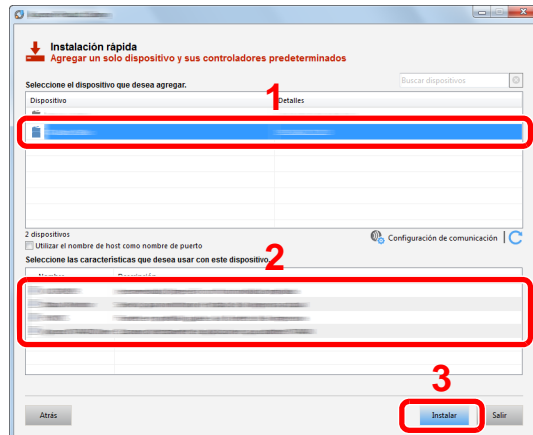 Instalación rápida
Agregar un solo dispositivo y sus controladores predeterminados
Seleccione el dispositivo que desea agregar.
Buscar dispositivos
1
Dispositivo
Detalles
2 dispositivos
Utilizar el nombre de host como nombre de puerto
Configuración de comunicación
Seleccione las características que desea usar con este dispositivo.
2
Nombre
Descripción
3
Atrás
Instalar
Salir